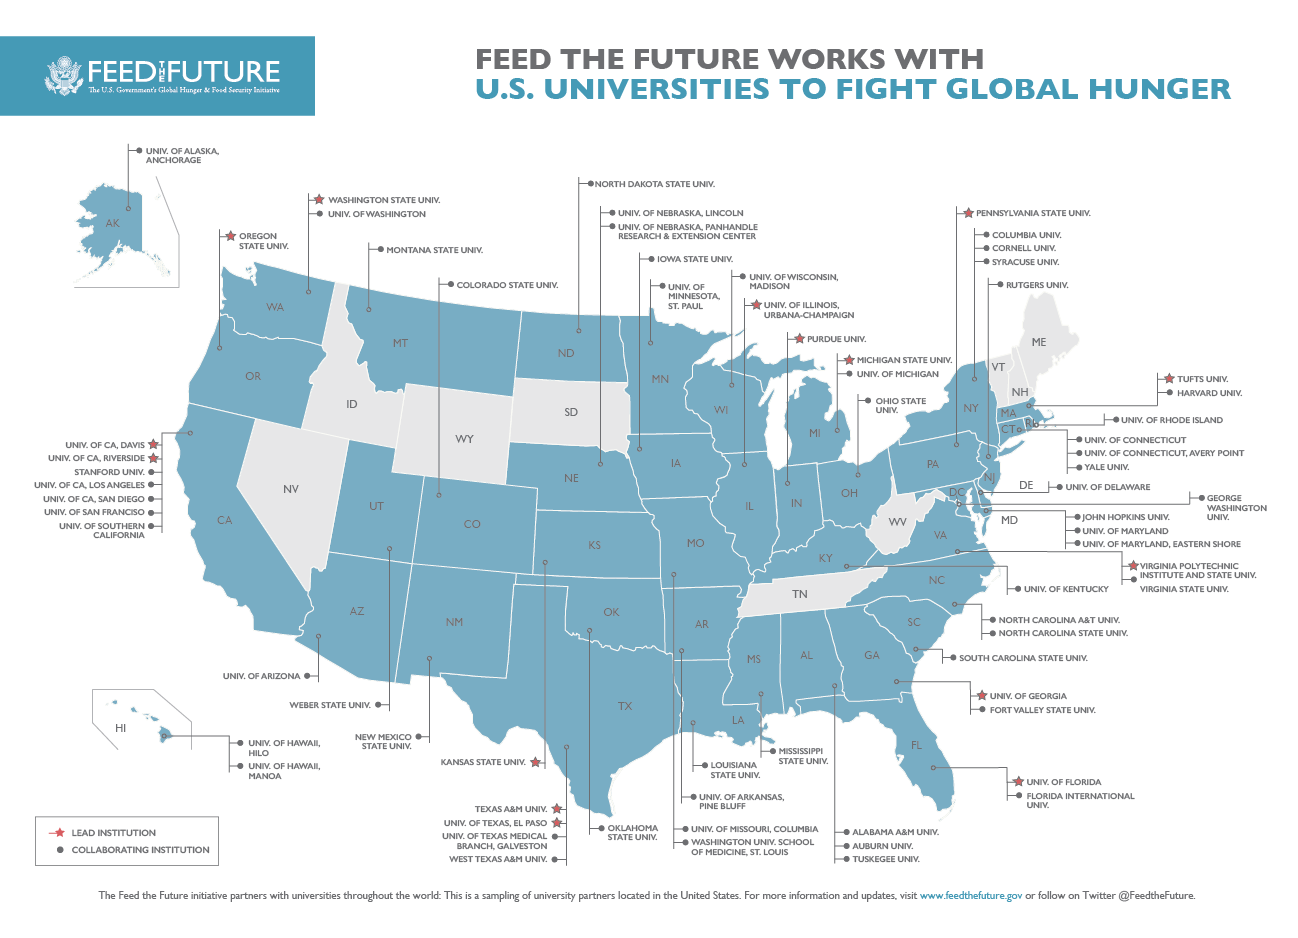 FEED THE FUTURE
The U.S. Government's Global Hunger & Food Security Initiative
FEED THE FUTURE WORKS WITH
U.S. UNIVERSITIES TO FIGHT GLOBAL HUNGER
UNIV. OF ALASKA,
ANCHORAGE
AK
WASHINGTON STATE UNIV.
UNIV. OF WASHINGTON
OREGON
STATE UNIV.
MONTANA STATE UNIV.
COLORADO STATE UNIV.
NORTH DAKOTA STATE UNIV.
UNIV. OF NEBRASKA, LINCOLN
UNIV. OF NEBRASKA, PANHANDLE
RESEARCH & EXTENSION CENTER
IOWA STATE UNIV.
UNIV. OF
MINNESOTA,
ST. PAUL
UNIV. OF WISCONSIN,
MADISON
UNIV. OF ILLINOIS,
URBANA-CHAMPAIGN
PURDUE UNIV.
MICHIGAN STATE UNIV.
UNIV. OF MICHIGAN
OHIO STATE
UNIV.
PENNSYLVANIA STATE UNIV.
COLUMBIA UNIV.
CORNELL UNIV.
SYRACUSE UNIV.
RUTGERS UNIV.
TUFTS UNIV.
HARVARD UNIV.
UNIV. OF RHODE ISLAND
UNIV. OF CONNECTICUT
UNIV. OF CONNECTICUT, AVERY POINT
YALE UNIV.
UNIV. OF DELAWARE
GEORGE
WASHINGTON
UNIV.
JOHN HOPKINS UNIV.
UNIV. OF MARYLAND
UNIV. OF MARYLAND, EASTERN SHORE
VIRGINIA POLYTECHNIC
INSTITUTE AND STATE UNIV.
VIRGINIA STATE UNIV.
UNIV. OF KENTUCKY
NORTH CAROLINA A&T UNIV.
NORTH CAROLINA STATE UNIV.
SOUTH CAROLINA STATE UNIV.
UNIV. OF GEORGIA
FORT VALLEY STATE UNIV.
UNIV. OF FLORIDA
FLORIDA INTERNATIONAL
UNIV.
WA
OR
ID
MT
WY
ND
SD
MN
WI
MI
NY
VT
NH
ME
MA
RI
CT
NJ
PA
DE
DC
MD
CA
NV
UT
CO
NE
IA
IL
IN
OH
WV
VA
KY
KS
MO
NC
TN
SC
AZ
NM
OK
AR
MS
AL
GA
TX
LA
FL
HI
UNIV. OF CA, DAVIS
UNIV. OF CA, RIVERSIDE
STANFORD UNIV.
UNIV. OF CA, LOS ANGELES
UNIV. OF CA, SAN DIEGO
UNIV. OF SAN FRANCISO
UNIV. OF SOUTHERN
CALIFORNIA
UNIV. OF ARIZONA
WEBER STATE UNIV.
NEW MEXICO
STATE UNIV.
UNIV. OF HAWAII,
HILO
UNIV. OF HAWAII,
MANOA
KANSAS STATE UNIV.
TEXAS A&M UNIV.
UNIV. OF TEXAS, EL PASO
UNIV. OF TEXAS MEDICAL
BRANCH, GALVESTON
WEST TEXAS A&M UNIV.
OKLAHOMA
STATE UNIV.
LOUISIANA
STATE UNIV.
MISSISSIPPI
STATE UNIV.
UNIV. OF ARKANSAS,
PINE BLUFF
UNIV. OF MISSOURI, COLUMBIA
WASHINGTON UNIV. SCHOOL
OF MEDICINE, ST. LOUIS
ALABAMA A&M UNIV.
AUBURN UNIV.
TUSKEGEE UNIV.
LEAD INSTITUTION
COLLABORATING INSTITUTION
The Feed the Future initiative partners with universities throughout the world: This is a sampling of university partners located in the United States. For more information and updates, visit www.feedthefuture.gov or follow on Twitter @FeedtheFuture.